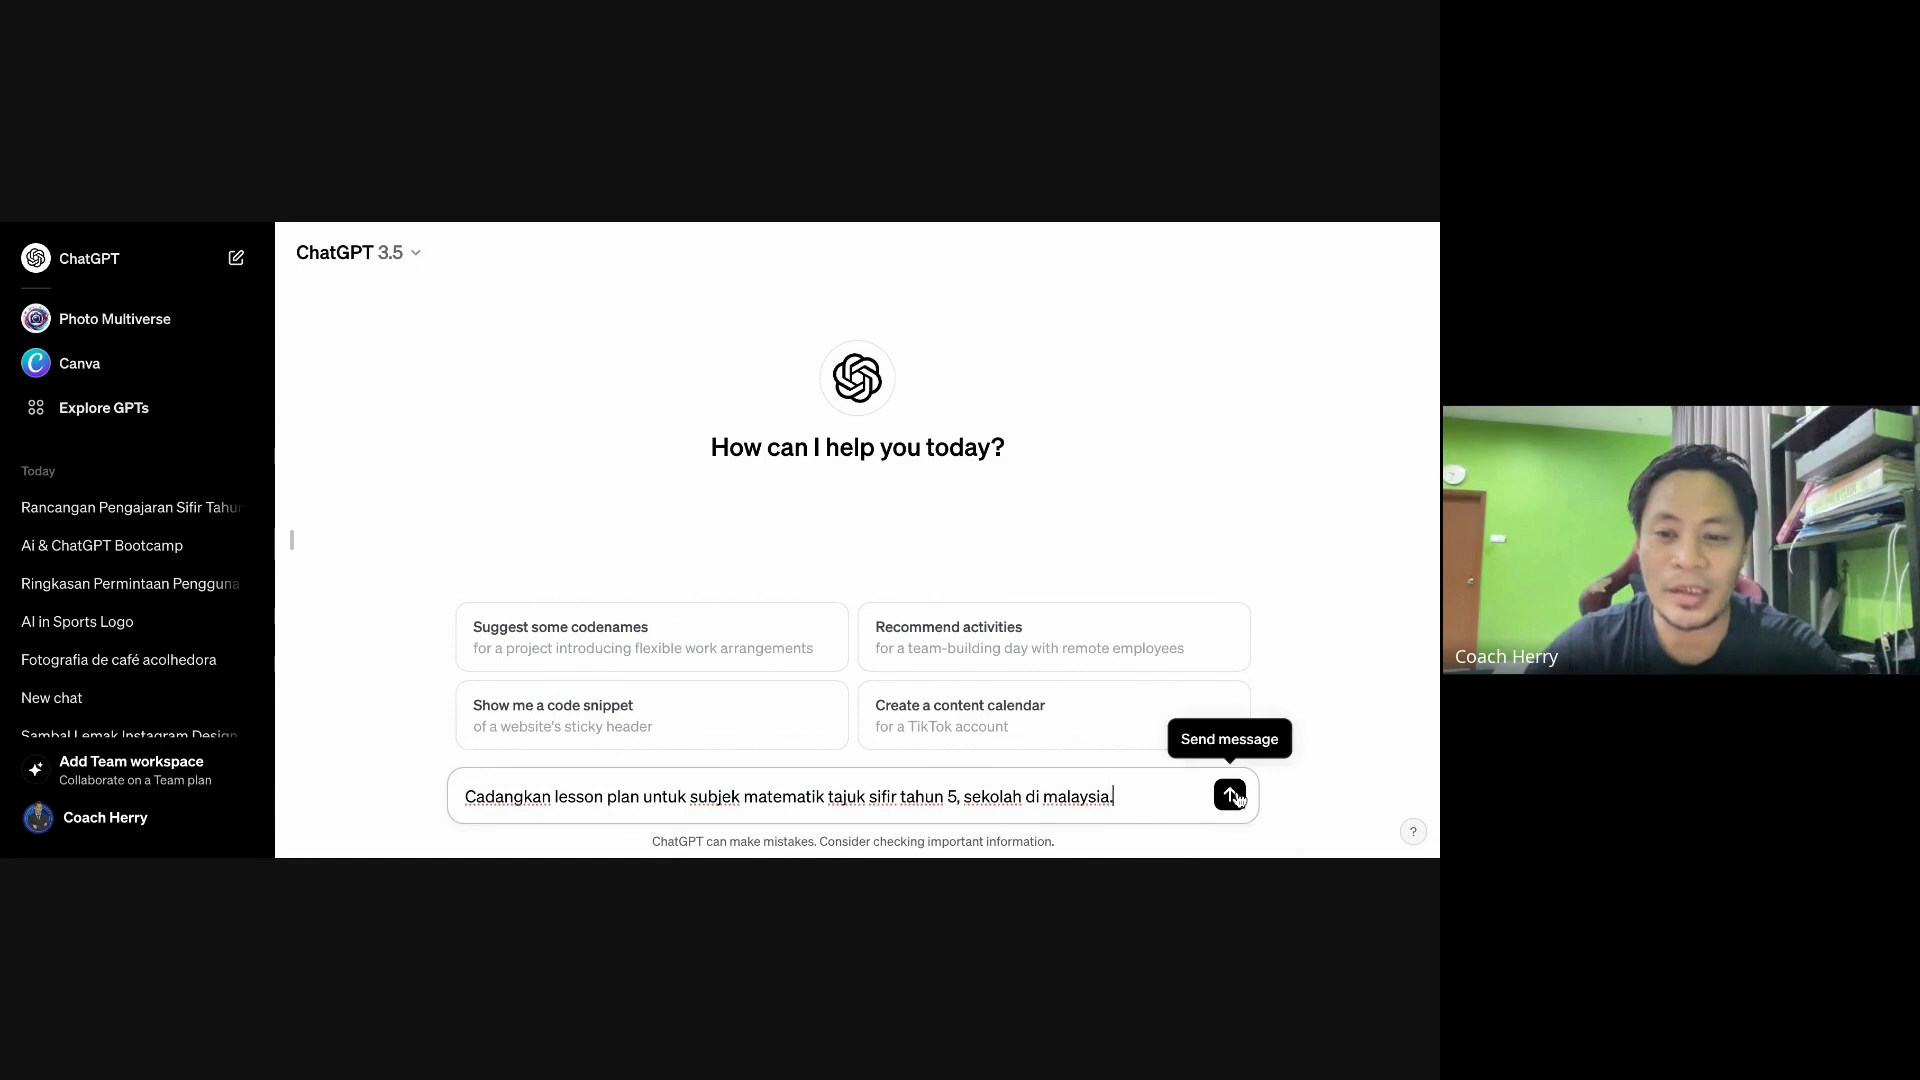 ChatGPT
Photo Multiverse
Canva
Explore GPTs
Today
Rancangan Pengajaran Sifir Tahu
Ai & ChatGPT Bootcamp
Ringkasan Permintaan Pengguna
AI in Sports Logo
Fotografia de café acolhedora
New chat
Sambal Lemak Instagram Design
Add Team workspace
Collaborate on a Team plan
Coach Herry
ChatGPT 3.5
How can I help you today?
Suggest some codenames
for a project introducing flexible work arrangements
Recommend activities
for a team-building day with remote employees
Show me a code snippet
of a website's sticky header
Create a content calendar
for a TikTok account
Send message
Cadangkan lesson plan untuk subjek matematik tajuk sifir tahun 5, sekolah di malaysia.
ChatGPT can make mistakes. Consider checking important information.
?
Coach Herry